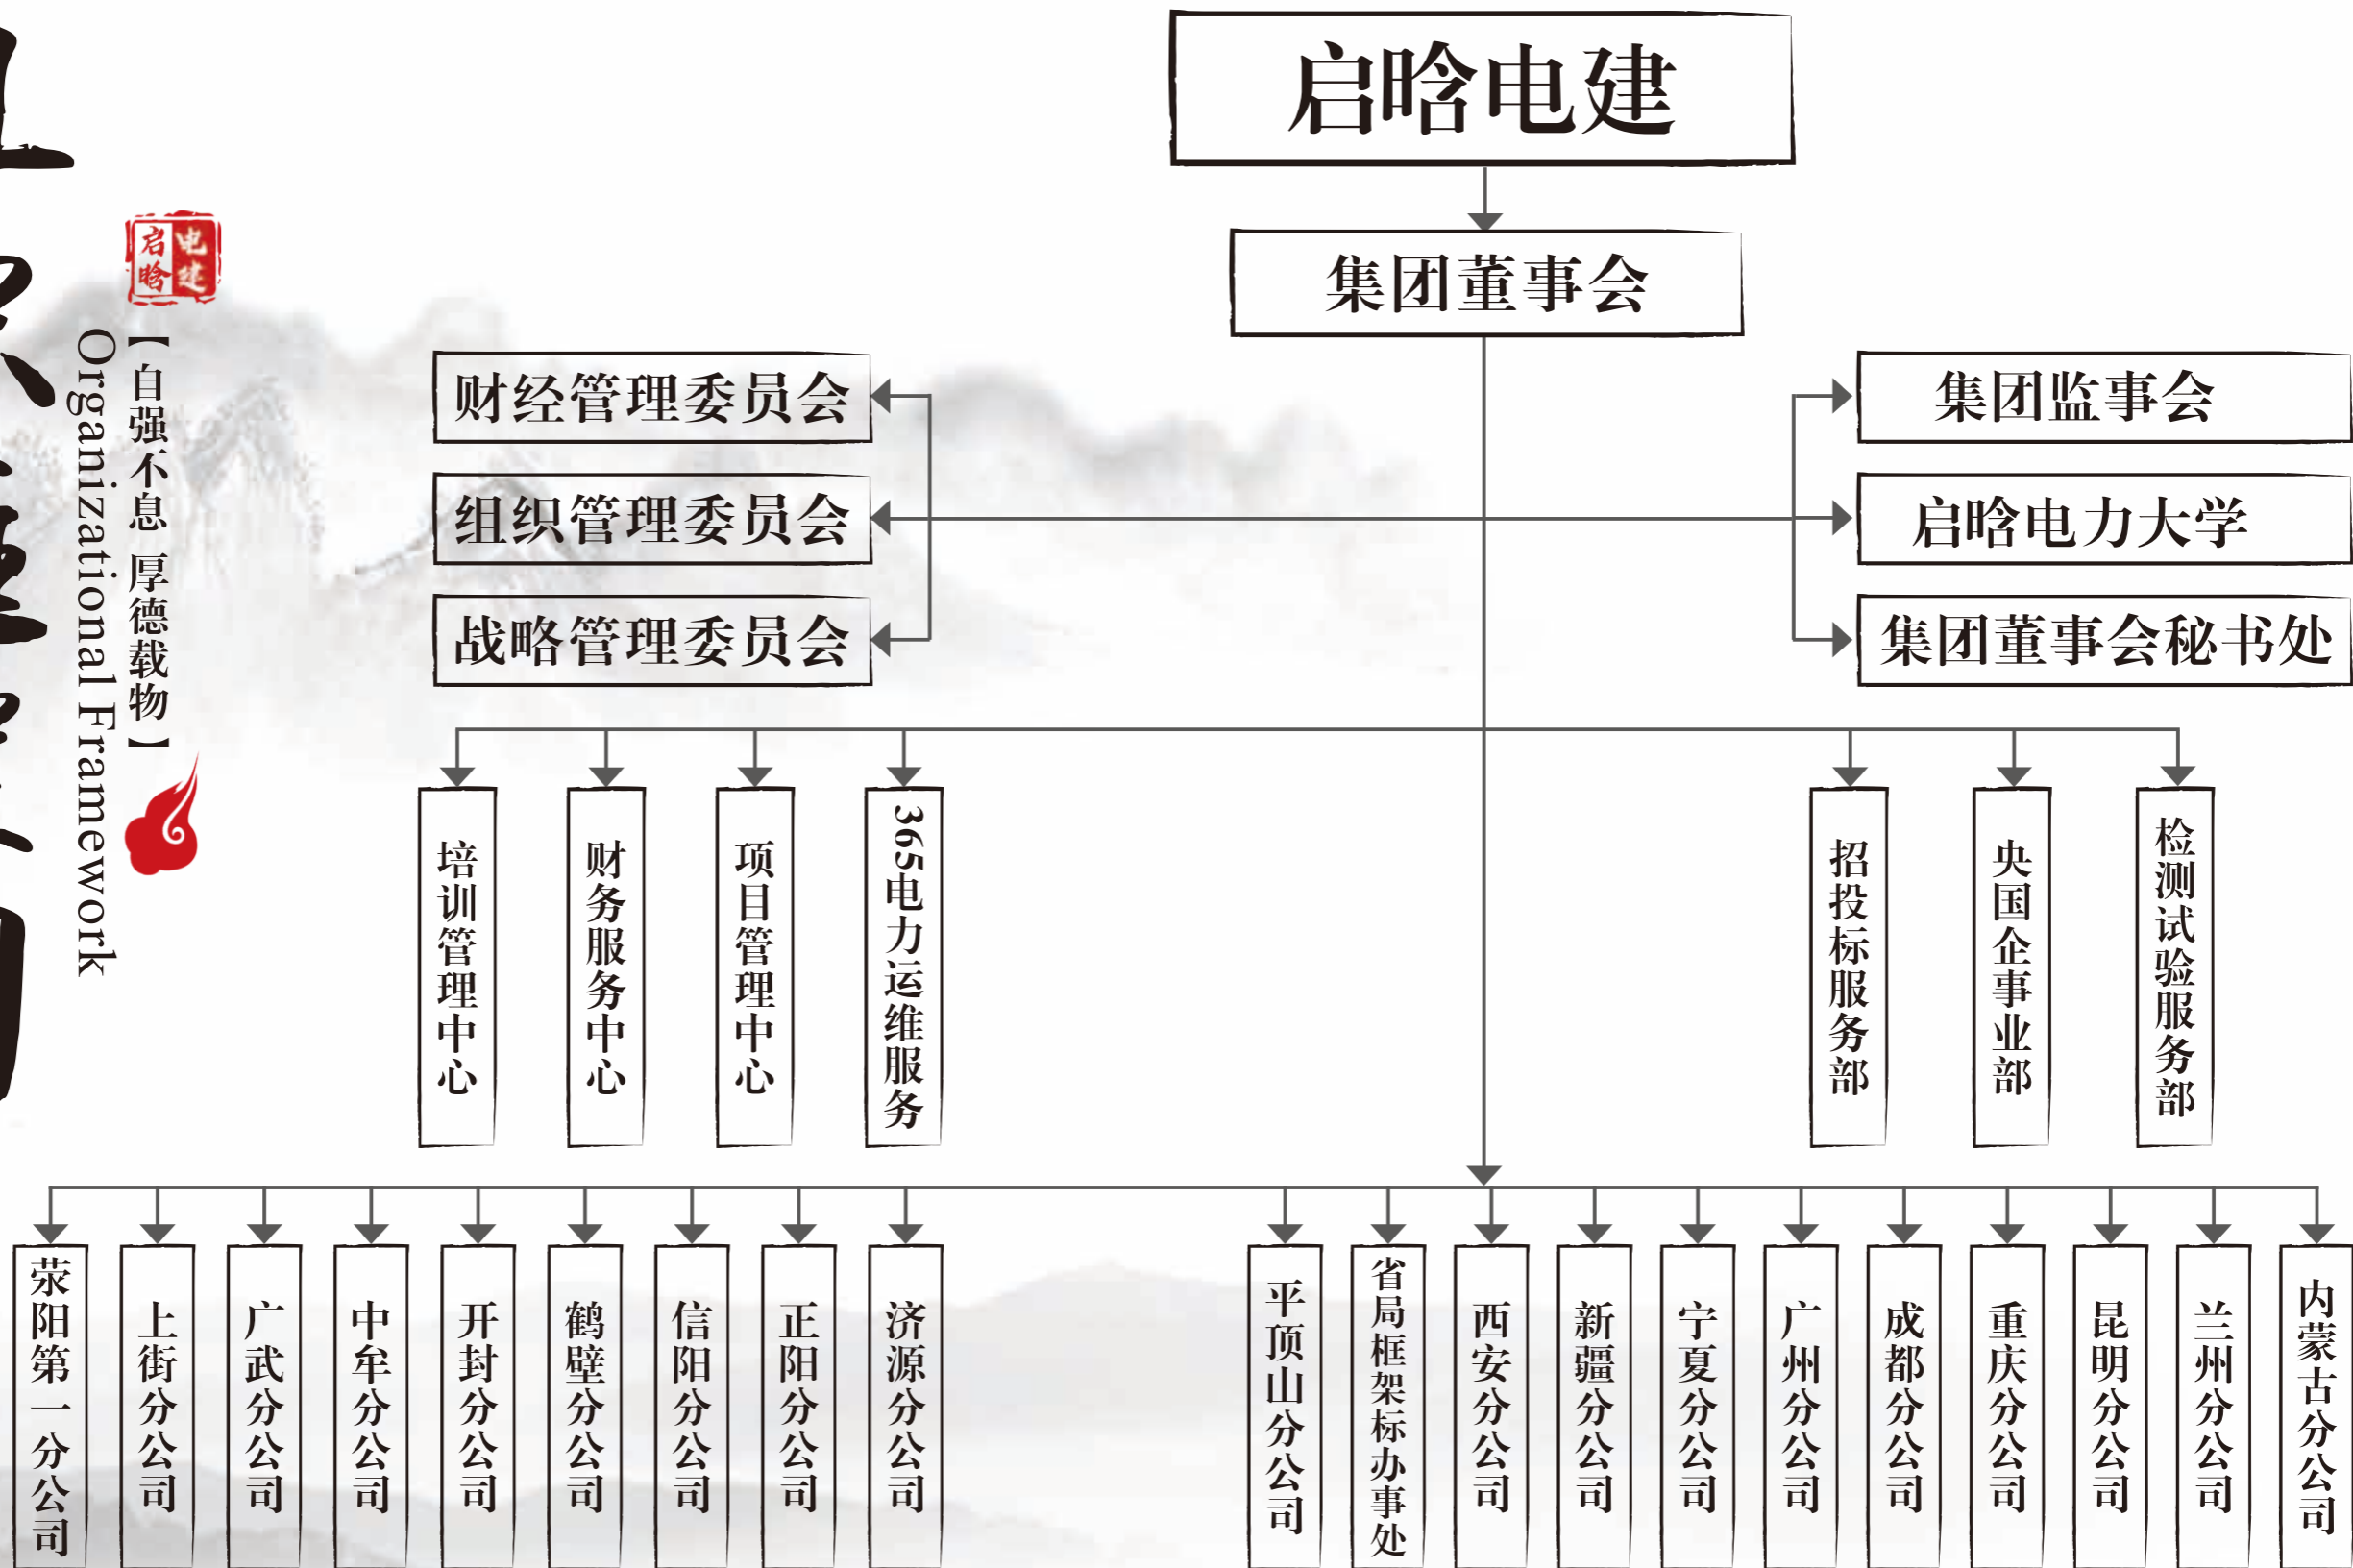 启晗电建
集团董事会
启晗
电建
【自强不息 厚德载物】
Organizational Framework
财经管理委员会
组织管理委员会
战略管理委员会
集团监事会
启晗电力大学
集团董事会秘书处
培训管理中心
财务服务中心
项目管理中心
365电力运维服务
招投标服务部
央国企事业部
检测试验服务部
荥阳第一分公司
上街分公司
广武分公司
中牟分公司
开封分公司
鹤壁分公司
信阳分公司
正阳分公司
济源分公司
平顶山分公司
省局框架标办事处
西安分公司
新疆分公司
宁夏分公司
广州分公司
成都分公司
重庆分公司
昆明分公司
兰州分公司
内蒙古分公司